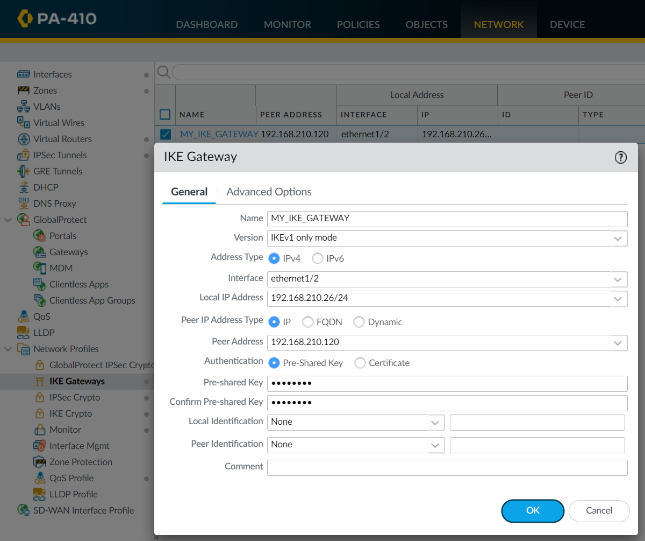 PA-410 DASHBOARD MONITOR POLICIES OBJECTS NETWORK DEVICE
Interfaces
Zones
VLANs
Virtual Wires
Virtual Routers
IPSec Tunnels
GRE Tunnels
DHCP
DNS Proxy
GlobalProtect
Portals
Gateways
MDM
Clientless Apps
Clientless App Groups
QoS
LLDP
Network Profiles
GlobalProtect IPSec Crypto
IKE Gateways
IPSec Crypto
IKE Crypto
Monitor
Interface Mgmt
Zone Protection
QoS Profile
LLDP Profile
SD-WAN Interface Profile
Local Address Peer ID
NAME PEER ADDRESS INTERFACE IP ID TYPE
MY_IKE_GATEWAY 192.168.210.120 ethernet1/2 192.168.210.26...
IKE Gateway ?
General Advanced Options
Name MY_IKE_GATEWAY
Version IKEv1 only mode
Address Type IPv4 IPv6
Interface ethernet1/2
Local IP Address 192.168.210.26/24
Peer IP Address Type IP FQDN Dynamic
Peer Address 192.168.210.120
Authentication Pre-Shared Key Certificate
Pre-shared Key ••••••••
Confirm Pre-shared Key ••••••••
Local Identification None
Peer Identification None
Comment
OK Cancel